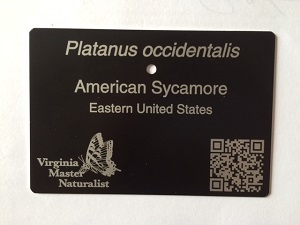 Platanus occidentalis
American Sycamore
Eastern United States
Virginia
Master
Naturalist